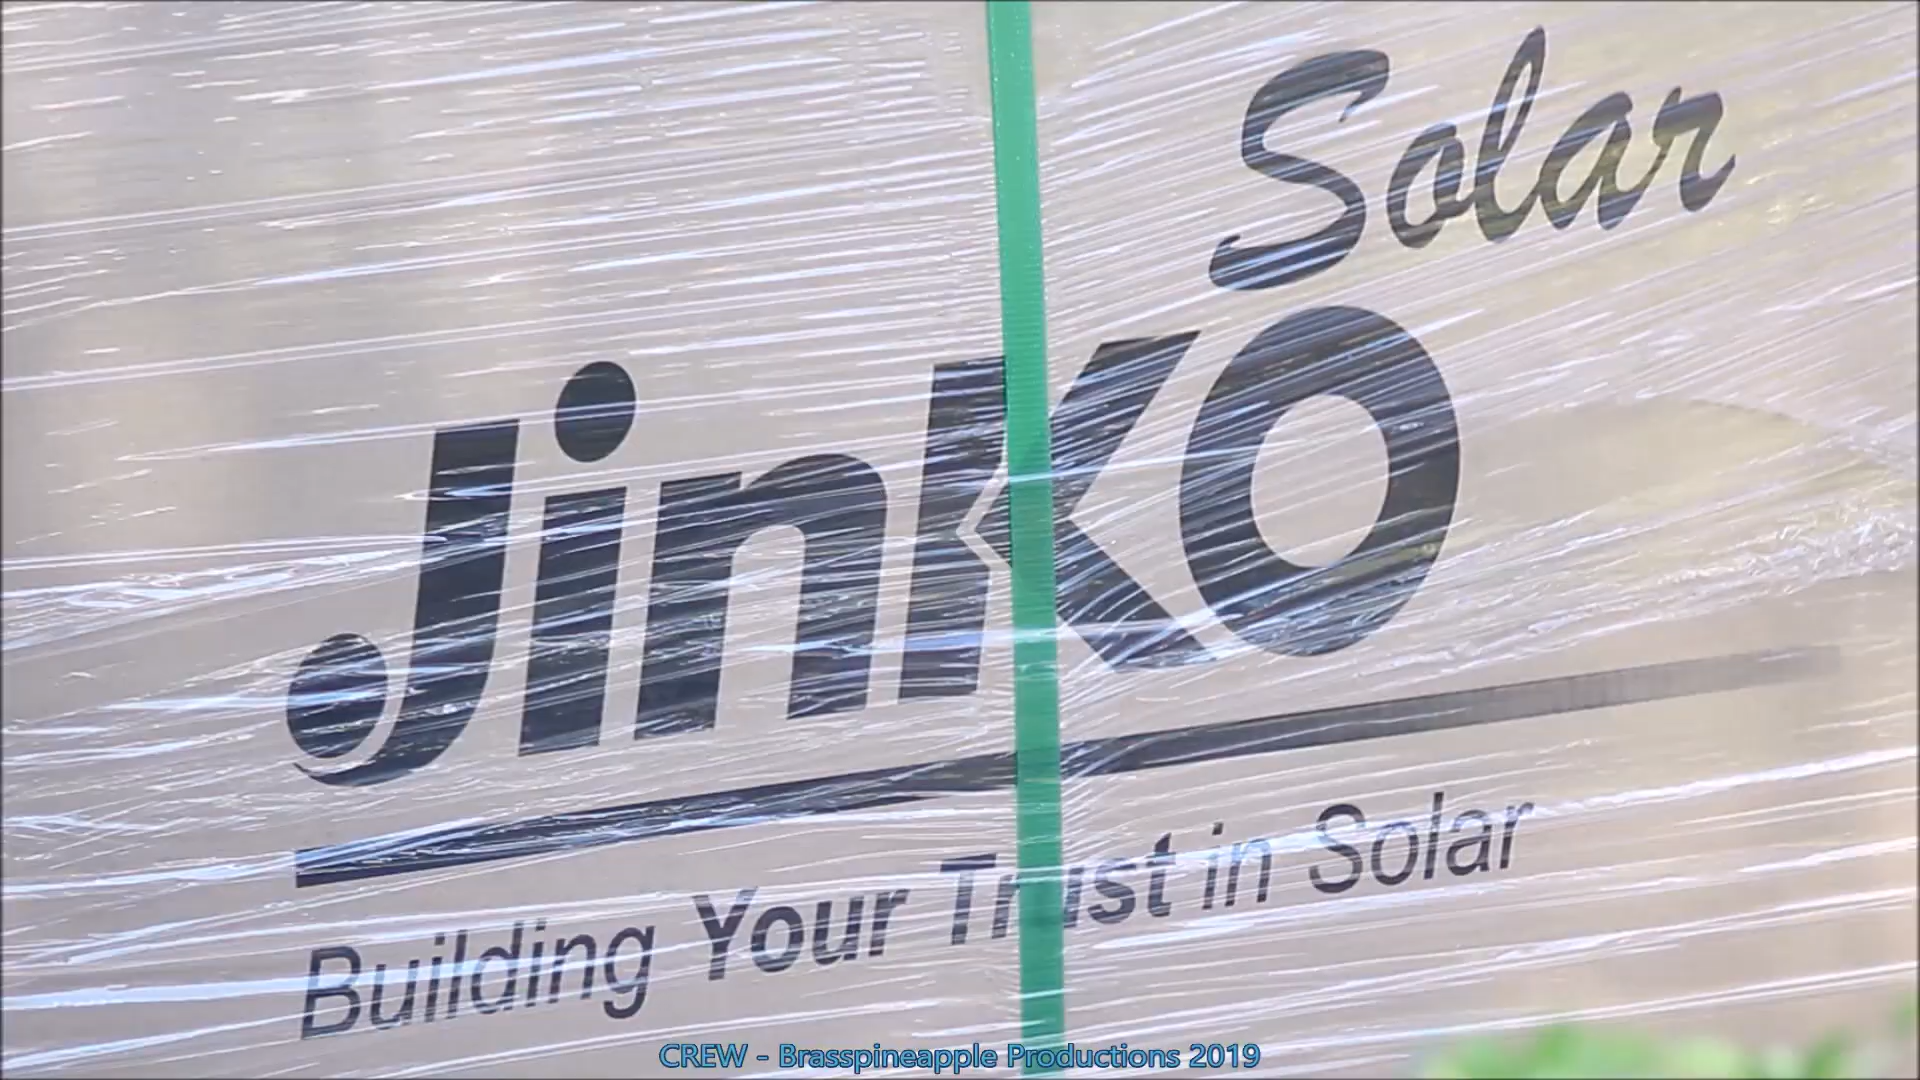 Solar
Jinko
Building Your Trust in Solar
CREW - Brasspineapple Productions 2019